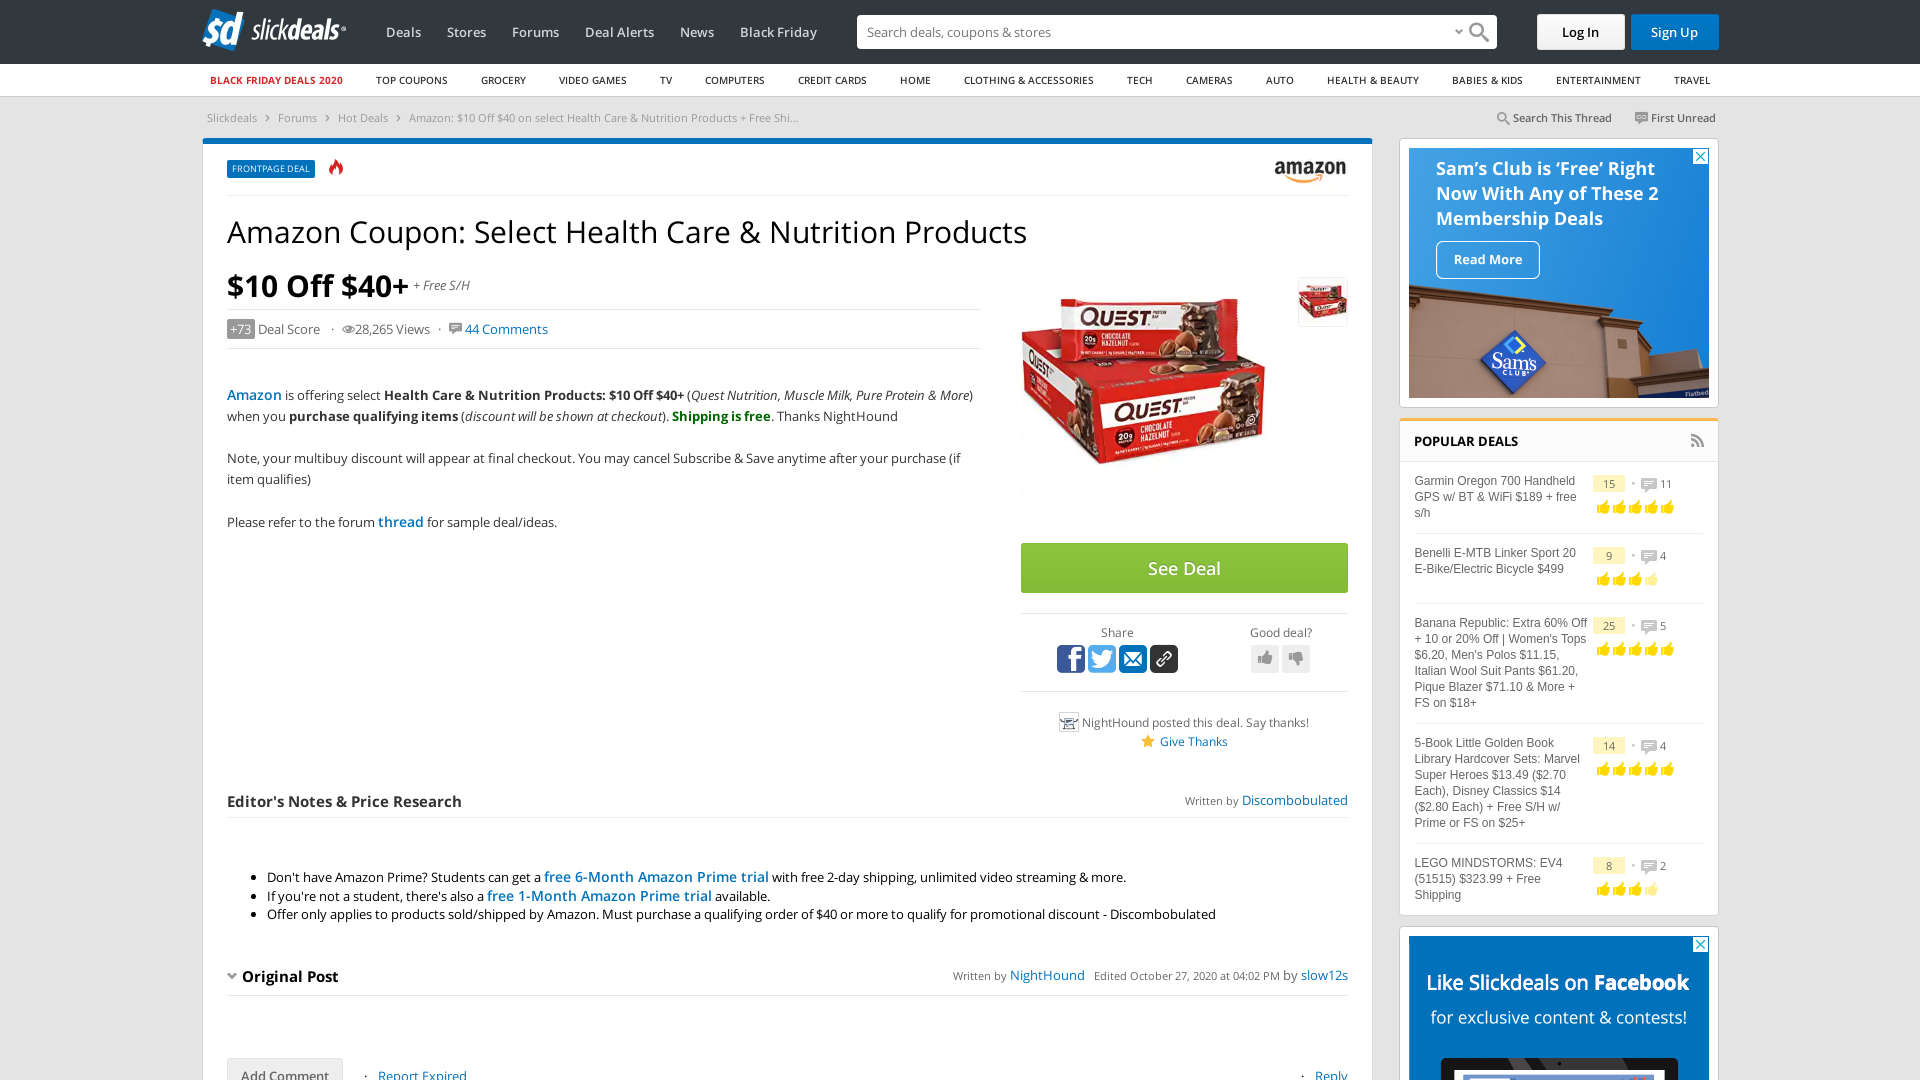 slickdeals
Deals
Stores
Forums
Deal Alerts
News
Black Friday
Search deals, coupons & stores
Log In
Sign Up
BLACK FRIDAY DEALS 2020
TOP COUPONS
GROCERY
VIDEO GAMES
TV
COMPUTERS
CREDIT CARDS
HOME
CLOTHING & ACCESSORIES
TECH
CAMERAS
AUTO
HEALTH & BEAUTY
BABIES & KIDS
ENTERTAINMENT
TRAVEL
Slickdeals › Forums › Hot Deals › Amazon: $10 Off $40 on select Health Care & Nutrition Products + Free Shi...
Search This Thread
First Unread
FRONTPAGE DEAL
amazon
Amazon Coupon: Select Health Care & Nutrition Products
$10 Off $40+ + Free S/H
+73 Deal Score · 28,265 Views · 44 Comments
Amazon is offering select Health Care & Nutrition Products: $10 Off $40+ (Quest Nutrition, Muscle Milk, Pure Protein & More)
when you purchase qualifying items (discount will be shown at checkout). Shipping is free. Thanks NightHound
Note, your multibuy discount will appear at final checkout. You may cancel Subscribe & Save anytime after your purchase (if
item qualifies)
Please refer to the forum thread for sample deal/ideas.
QUEST
CHOCOLATE
HAZELNUT
20g
QUEST
CHOCOLATE
HAZELNUT
20g
See Deal
Share
Good deal?
NightHound posted this deal. Say thanks!
Give Thanks
Editor's Notes & Price Research
Written by Discombobulated
• Don't have Amazon Prime? Students can get a free 6-Month Amazon Prime trial with free 2-day shipping, unlimited video streaming & more.
• If you're not a student, there's also a free 1-Month Amazon Prime trial available.
• Offer only applies to products sold/shipped by Amazon. Must purchase a qualifying order of $40 or more to qualify for promotional discount - Discombobulated
Original Post
Written by NightHound Edited October 27, 2020 at 04:02 PM by slow12s
Add Comment
· Report Expired
· Reply
Sam's Club is 'Free' Right
Now With Any of These 2
Membership Deals
Read More
Sam's
CLUB
Flatbed
POPULAR DEALS
Garmin Oregon 700 Handheld
GPS w/ BT & WiFi $189 + free
s/h
15 • 11
Benelli E-MTB Linker Sport 20
E-Bike/Electric Bicycle $499
9 • 4
Banana Republic: Extra 60% Off
+ 10 or 20% Off | Women's Tops
$6.20, Men's Polos $11.15,
Italian Wool Suit Pants $61.20,
Pique Blazer $71.10 & More +
FS on $18+
25 • 5
5-Book Little Golden Book
Library Hardcover Sets: Marvel
Super Heroes $13.49 ($2.70
Each), Disney Classics $14
($2.80 Each) + Free S/H w/
Prime or FS on $25+
14 • 4
LEGO MINDSTORMS: EV4
(51515) $323.99 + Free
Shipping
8 • 2
Like Slickdeals on Facebook
for exclusive content & contests!